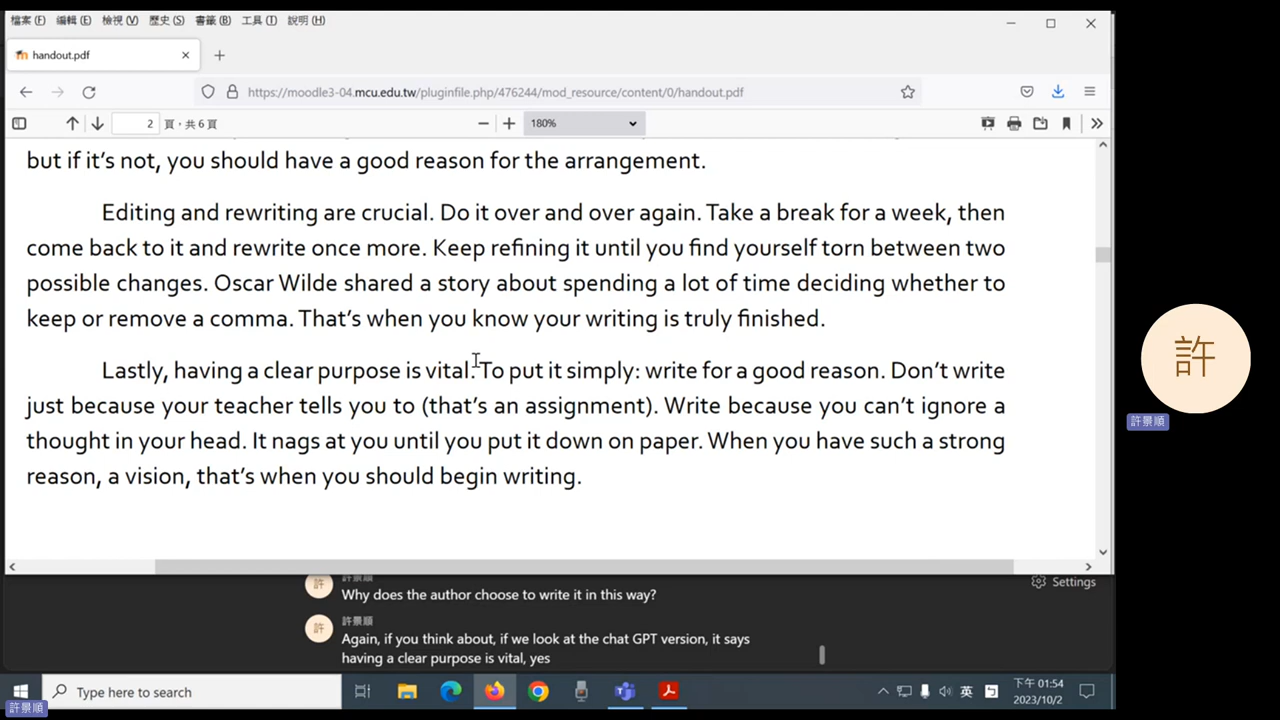 檔案(F) 編輯(E) 檢視(V) 歷史(S) 書籤(B) 工具(T) 說明(H)
handout.pdf
https://moodle3-04.mcu.edu.tw/pluginfile.php/476244/mod_resource/content/0/handout.pdf
2 頁，共 6 頁
180%
but if it’s not, you should have a good reason for the arrangement.
Editing and rewriting are crucial. Do it over and over again. Take a break for a week, then
come back to it and rewrite once more. Keep refining it until you find yourself torn between two
possible changes. Oscar Wilde shared a story about spending a lot of time deciding whether to
keep or remove a comma. That’s when you know your writing is truly finished.
Lastly, having a clear purpose is vital. To put it simply: write for a good reason. Don’t write
just because your teacher tells you to (that’s an assignment). Write because you can’t ignore a
thought in your head. It nags at you until you put it down on paper. When you have such a strong
reason, a vision, that’s when you should begin writing.
許
許景順
許 許景順
Why does the author choose to write it in this way?
Settings
許 許景順
Again, if you think about, if we look at the chat GPT version, it says
having a clear purpose is vital, yes
Type here to search
英
下午 01:54
2023/10/2
許景順